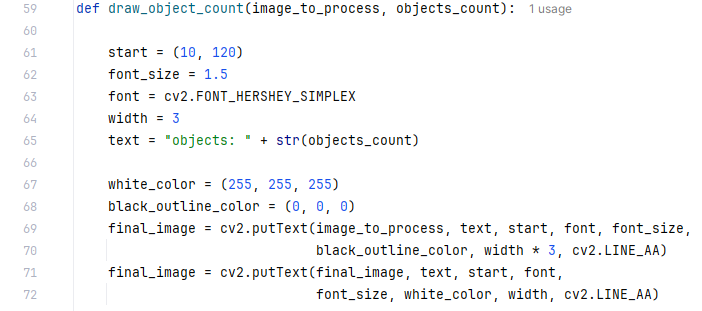 59 def draw_object_count(image_to_process, objects_count): 1 usage
60
61 start = (10, 120)
62 font_size = 1.5
63 font = cv2.FONT_HERSHEY_SIMPLEX
64 width = 3
65 text = "objects: " + str(objects_count)
66
67 white_color = (255, 255, 255)
68 black_outline_color = (0, 0, 0)
69 final_image = cv2.putText(image_to_process, text, start, font, font_size,
70 black_outline_color, width * 3, cv2.LINE_AA)
71 final_image = cv2.putText(final_image, text, start, font,
72 font_size, white_color, width, cv2.LINE_AA)